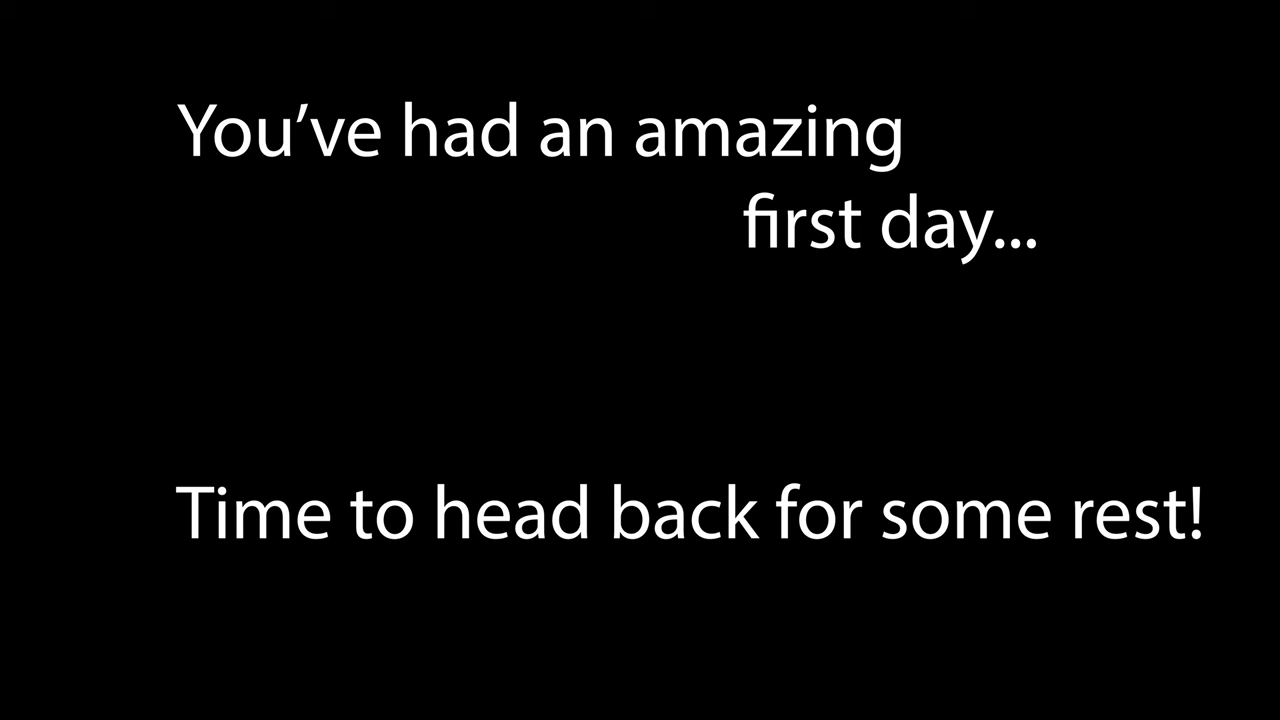 You’ve had an amazing
first day...
Time to head back for some rest!